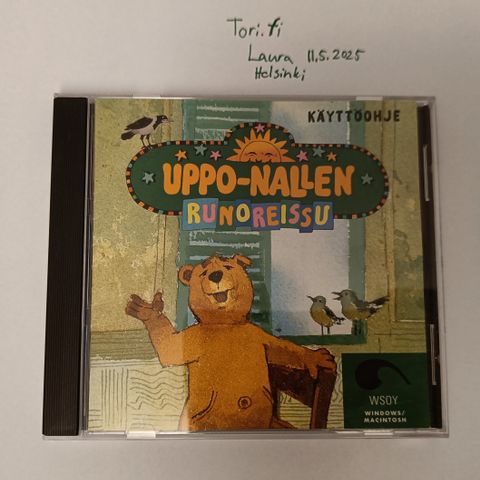 Tori.fi
Laura 11.5.2025
Helsinki
KÄYTTÖOHJE
UPPO-NALLEN
RUNOREISSU
WSOY
WINDOWS/
MACINTOSH